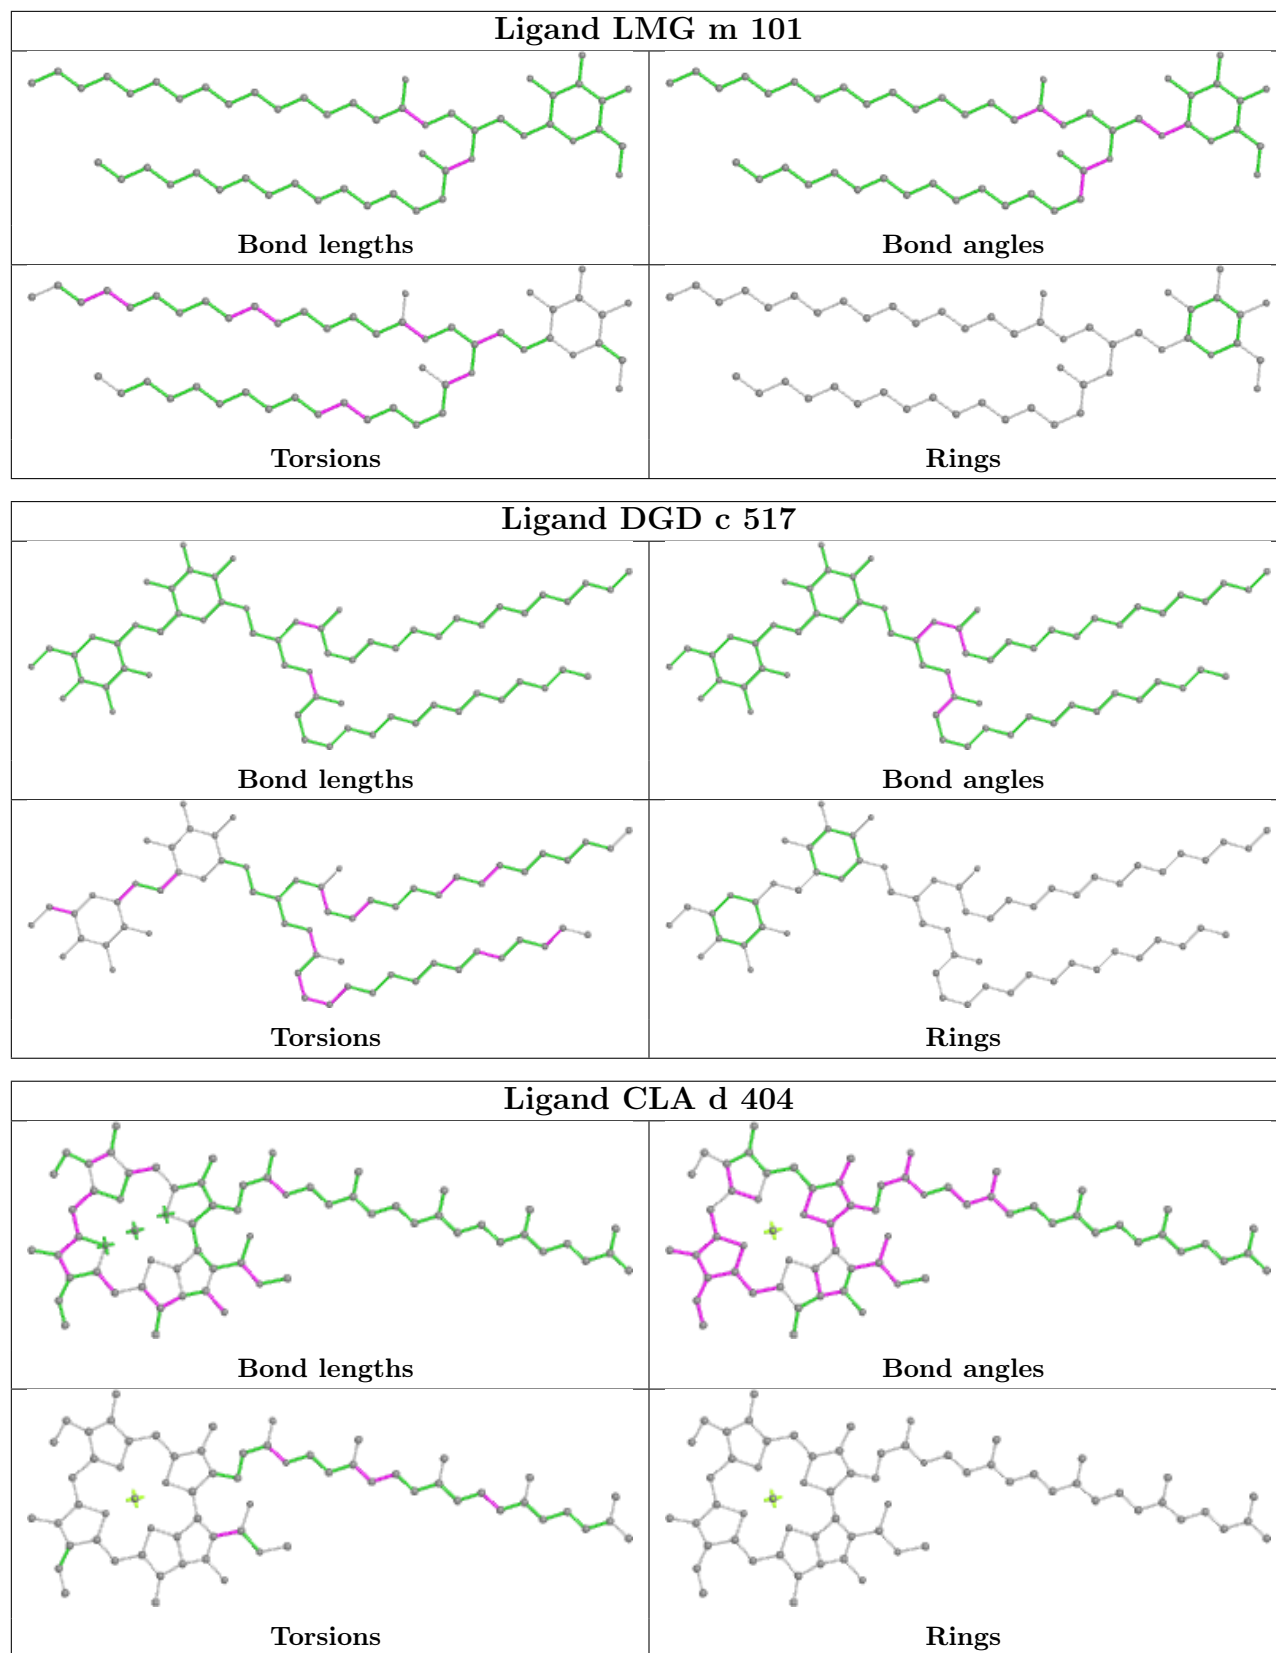 Ligand LMG m 101
Bond lengths
Bond angles
Torsions
Rings
Ligand DGD c 517
Bond lengths
Bond angles
Torsions
Rings
Ligand CLA d 404
Bond lengths
Bond angles
Torsions
Rings